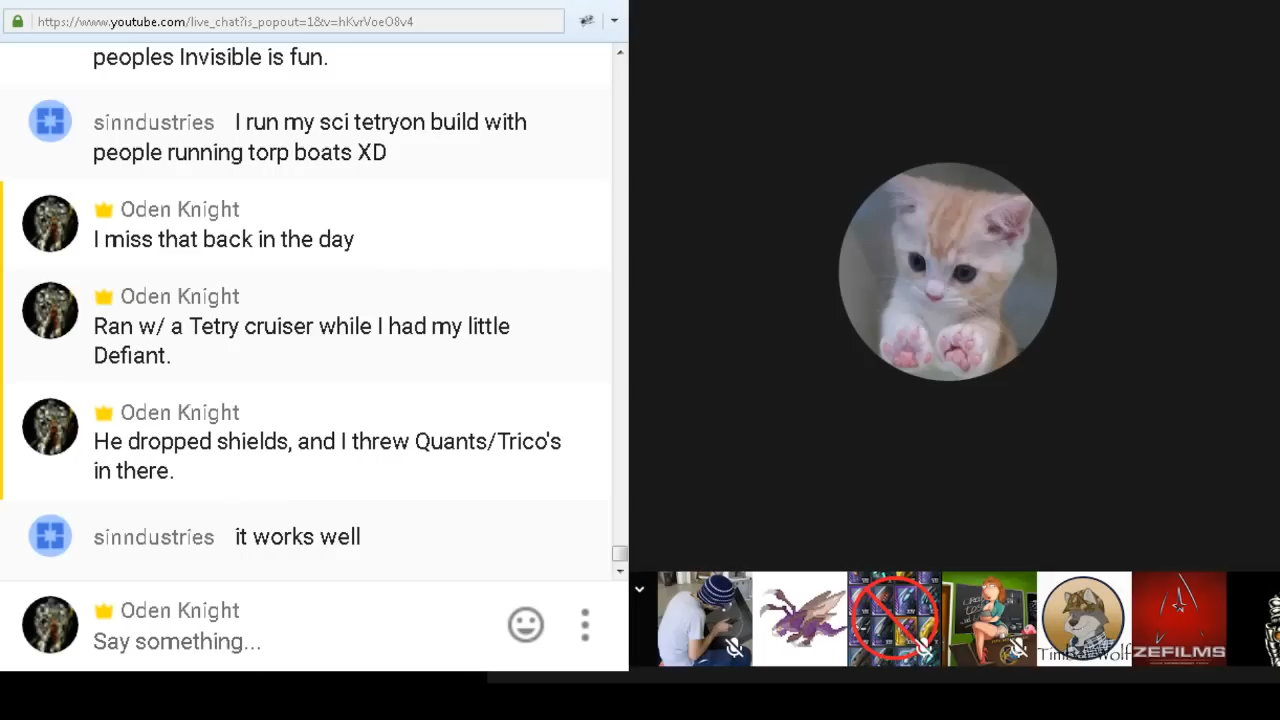 https://www.youtube.com/live_chat?is_popout=1&v=hKvrVoeO8v4
peoples Invisible is fun.
sinndustries I run my sci tetryon build with
people running torp boats XD
Oden Knight
I miss that back in the day
Oden Knight
Ran w/ a Tetry cruiser while I had my little
Defiant.
Oden Knight
He dropped shields, and I threw Quants/Trico's
in there.
sinndustries it works well
Oden Knight
Say something...
ZEFILMS